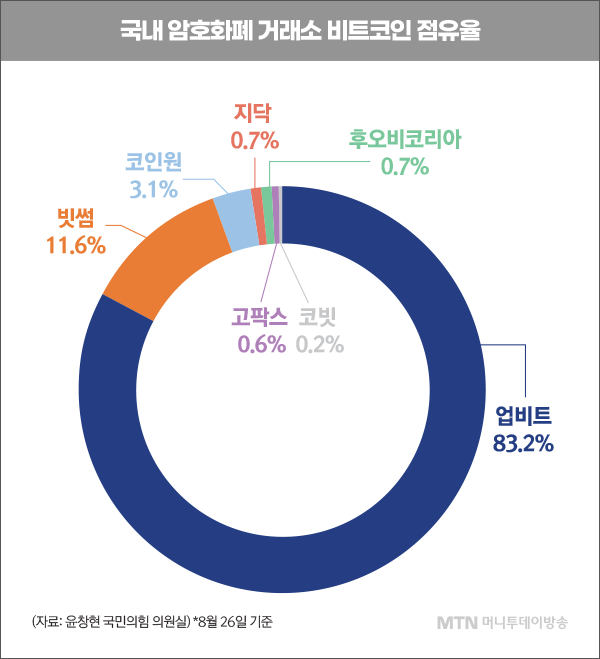 국내 암호화폐 거래소 비트코인 점유율
지닥
0.7%
후오비코리아
0.7%
코인원
3.1%
빗썸
11.6%
고팍스
0.6%
코빗
0.2%
업비트
83.2%
(자료: 윤창현 국민의힘 의원실) *8월 26일 기준
MTN 머니투데이방송